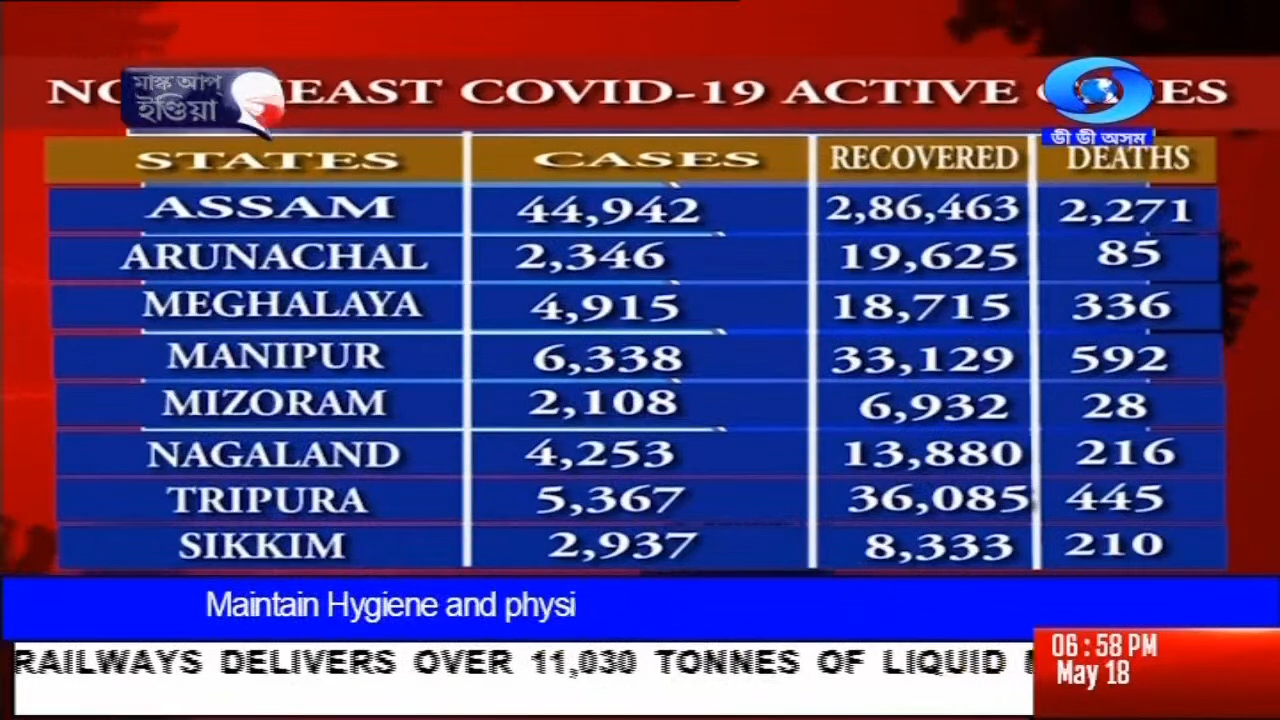 মাস্ক আপ্
ইণ্ডিয়া
EAST COVID-19 ACTIVE
ডী ডী অসম
STATES CASES RECOVERED DEATHS
ASSAM 44,942 2,86,463 2,271
ARUNACHAL 2,346 19,625 85
MEGHALAYA 4,915 18,715 336
MANIPUR 6,338 33,129 592
MIZORAM 2,108 6,932 28
NAGALAND 4,253 13,880 216
TRIPURA 5,367 36,085 445
SIKKIM 2,937 8,333 210
Maintain Hygiene and physi
RAILWAYS DELIVERS OVER 11,030 TONNES OF LIQUID
06:58 PM
May 18